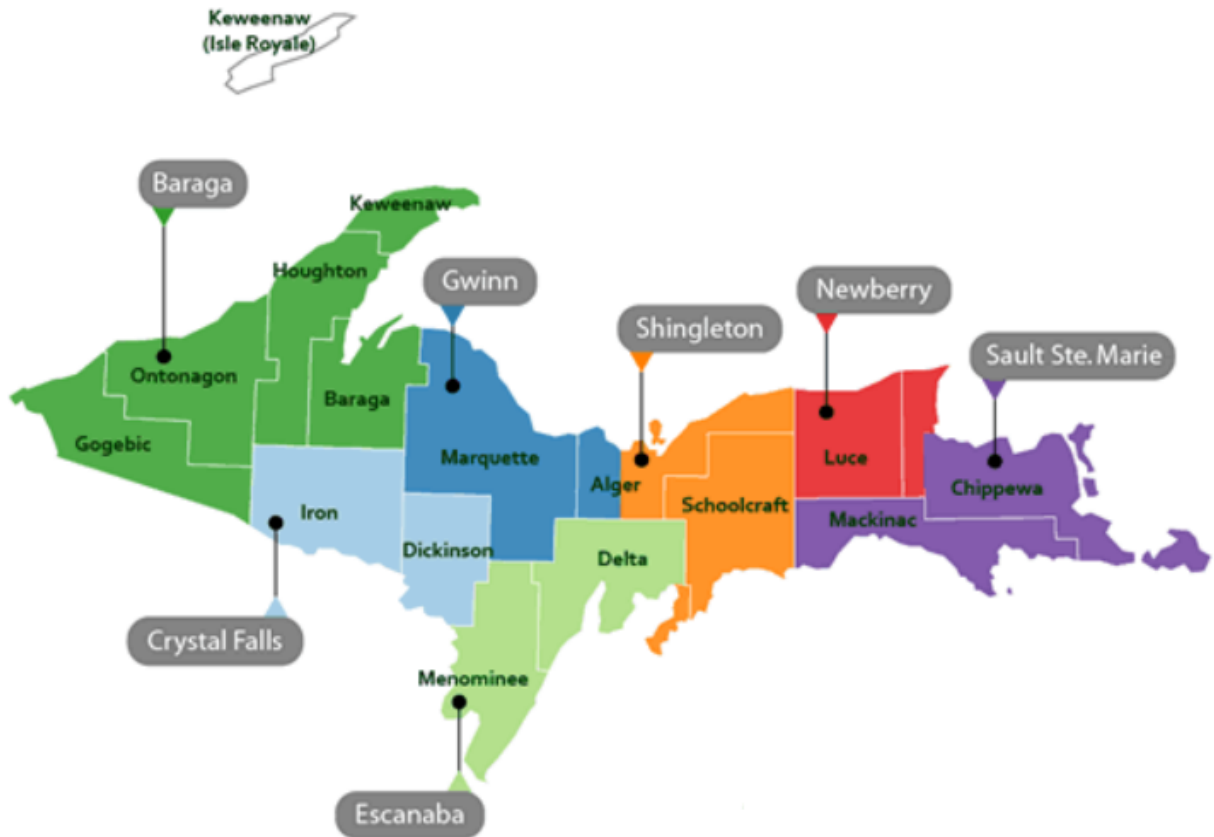 Keweenaw
(Isle Royale)
Baraga
Keweenaw
Houghton
Gwinn
Newberry
Shingleton
Sault Ste. Marie
Ontonagon
Baraga
Gogebic
Marquette
Alger
Luce
Chippewa
Schoolcraft
Iron
Mackinac
Dickinson
Delta
Crystal Falls
Menominee
Escanaba